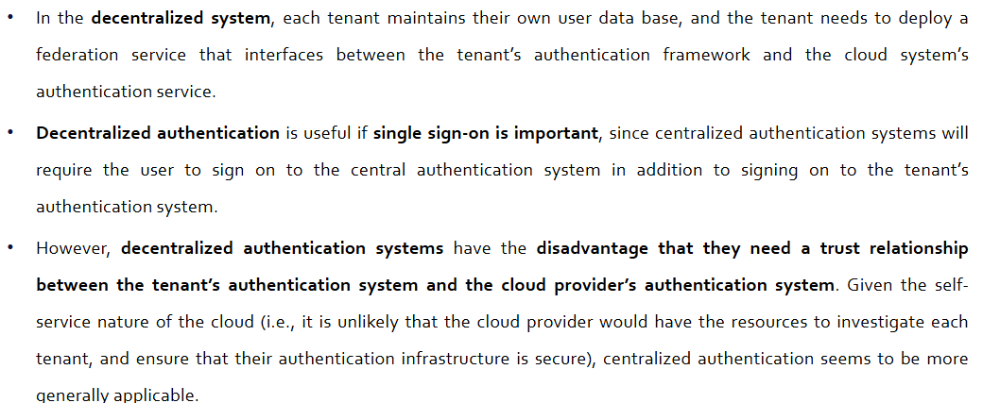 • In the decentralized system, each tenant maintains their own user data base, and the tenant needs to deploy a
federation service that interfaces between the tenant's authentication framework and the cloud system's
authentication service.
• Decentralized authentication is useful if single sign-on is important, since centralized authentication systems will
require the user to sign on to the central authentication system in addition to signing on to the tenant's
authentication system.
• However, decentralized authentication systems have the disadvantage that they need a trust relationship
between the tenant's authentication system and the cloud provider's authentication system. Given the self-
service nature of the cloud (i.e., it is unlikely that the cloud provider would have the resources to investigate each
tenant, and ensure that their authentication infrastructure is secure), centralized authentication seems to be more
generally applicable.